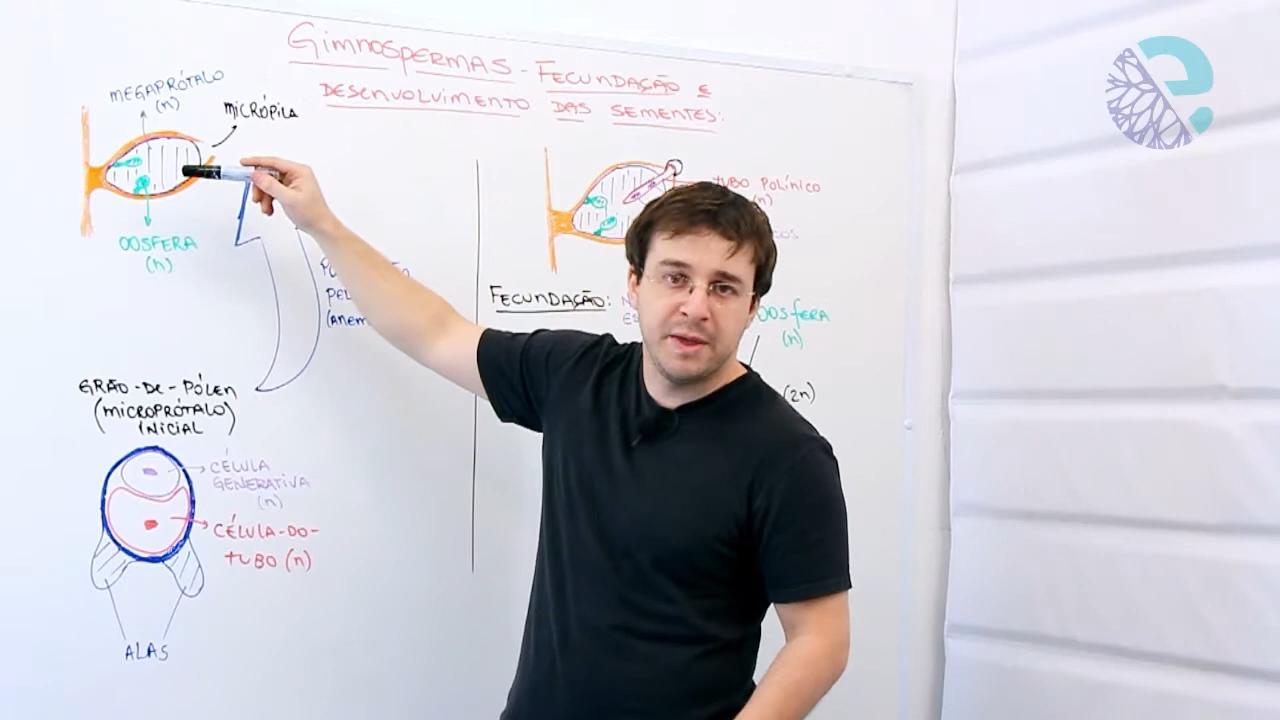 GIMNOSPERMAS - FECUNDAÇÃO E
DESENVOLVIMENTO DAS SEMENTES:
MEGAPRÓTALO
(n)
MICRÓPILA
OOSFERA
(n)
GRÃO-DE-PÓLEN
(MICROPRÓTALO)
INICIAL
CÉLULA
GENERATIVA
(n)
CÉLULA-DO-
TUBO (n)
ALAS
TUBO POLÍNICO
(n)
FECUNDAÇÃO:
OOSFERA
(n)
(2n)